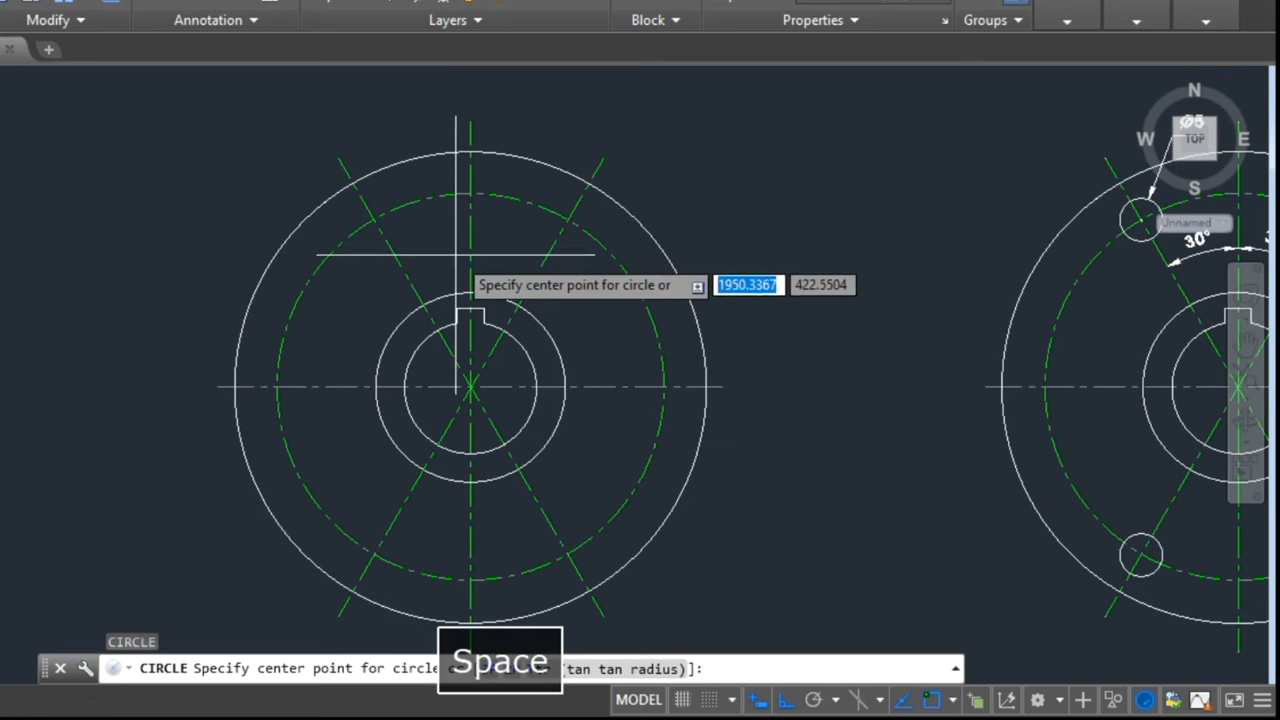 Modify
Annotation
Layers
Block
Properties
Groups
N
W
TOP
E
S
Ø5
Unnamed
30°
Specify center point for circle or
1950.3367
422.5504
CIRCLE
CIRCLE Specify center point for circle
(tan tan radius)]:
Space
MODEL